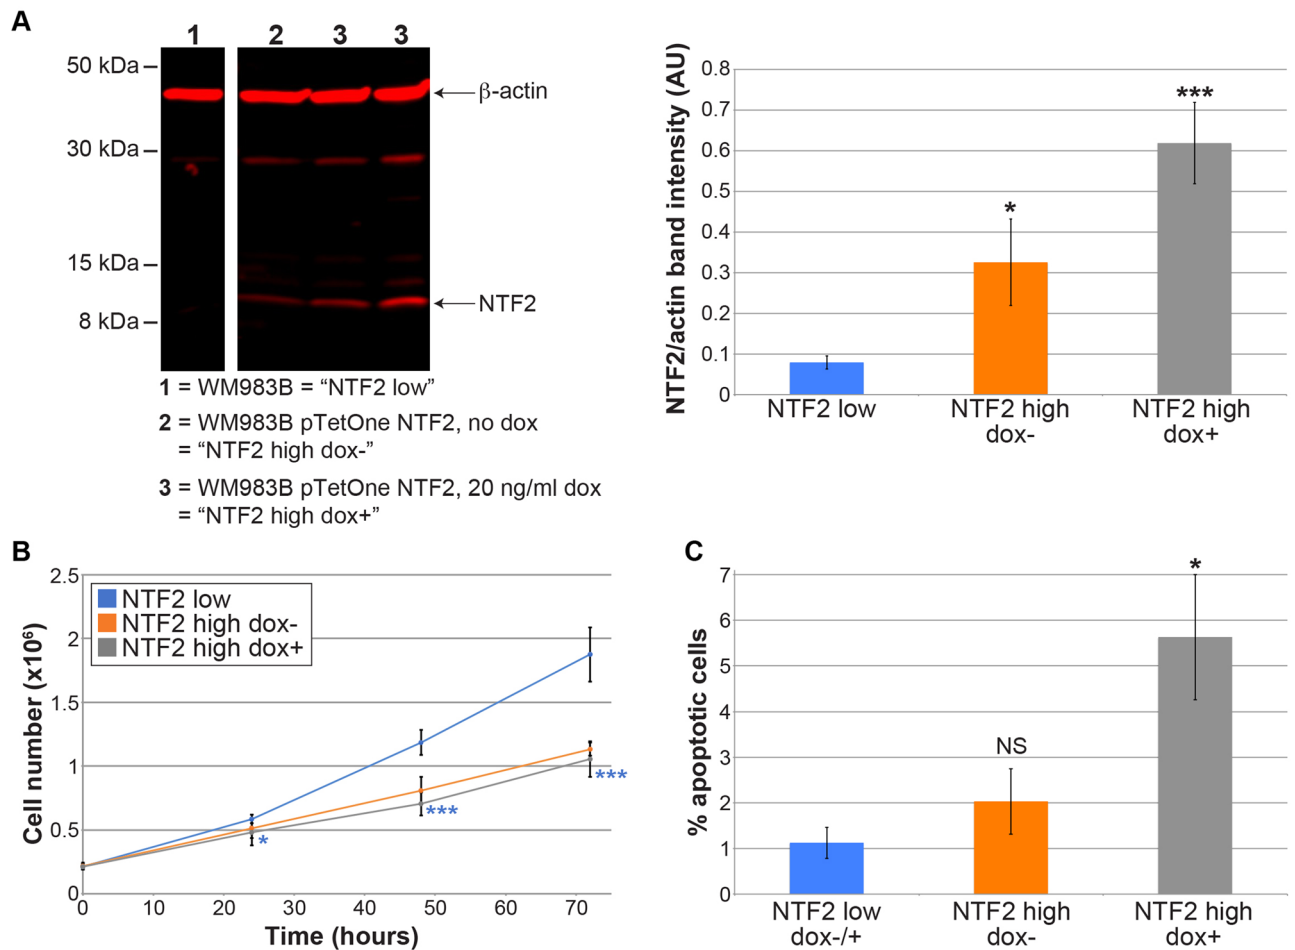 A
1 2 3 3
50 kDa
30 kDa
15 kDa
8 kDa
β-actin
NTF2
1 = WM983B = “NTF2 low”
2 = WM983B pTetOne NTF2, no dox
= “NTF2 high dox-”
3 = WM983B pTetOne NTF2, 20 ng/ml dox
= “NTF2 high dox+”
NTF2/actin band intensity (AU)
0.8
0.7
0.6
0.5
0.4
0.3
0.2
0.1
0
*
***
NTF2 low
NTF2 high
dox-
NTF2 high
dox+
B
Cell number (x10⁶)
2.5
2
1.5
1
0.5
0
NTF2 low
NTF2 high dox-
NTF2 high dox+
*
***
***
0 10 20 30 40 50 60 70
Time (hours)
C
% apoptotic cells
7
6
5
4
3
2
1
0
NS
*
NTF2 low
dox-/+
NTF2 high
dox-
NTF2 high
dox+